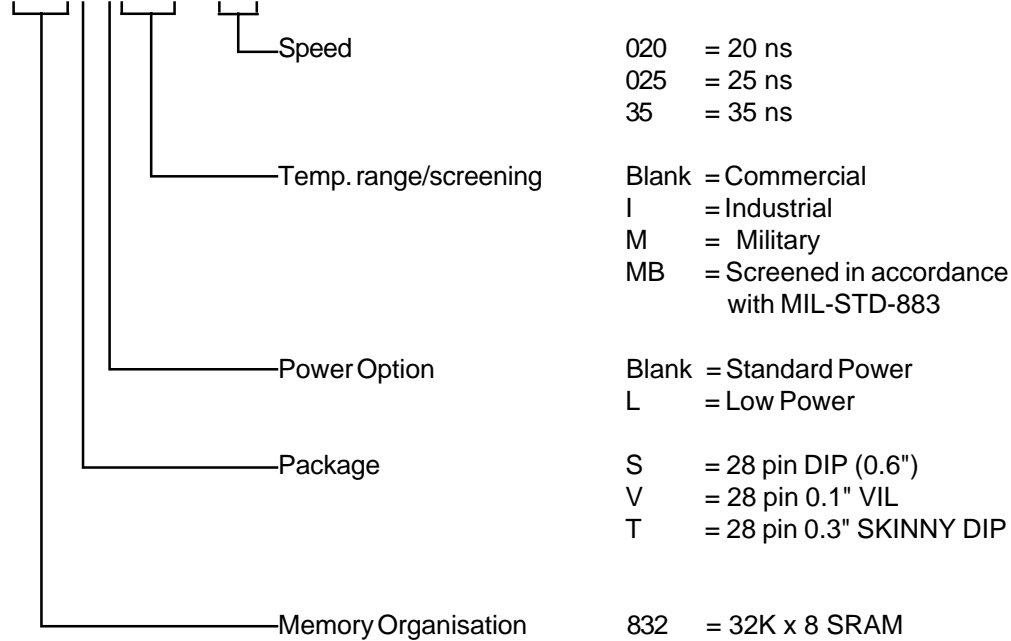 Speed 020 = 20 ns
025 = 25 ns
35 = 35 ns
Temp. range/screening Blank = Commercial
I = Industrial
M = Military
MB = Screened in accordance
with MIL-STD-883
Power Option Blank = Standard Power
L = Low Power
Package S = 28 pin DIP (0.6")
V = 28 pin 0.1" VIL
T = 28 pin 0.3" SKINNY DIP
Memory Organisation 832 = 32K x 8 SRAM